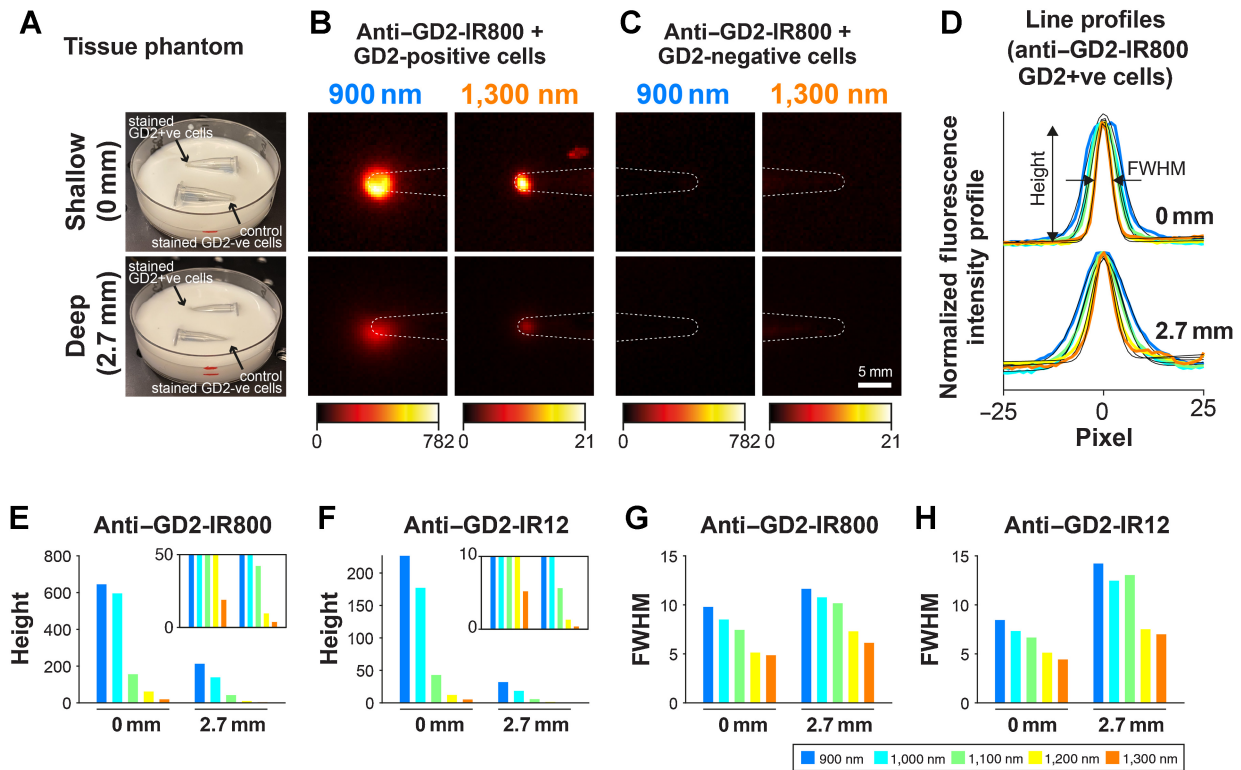 A
Tissue phantom
B
Anti–GD2-IR800 +
GD2-positive cells
C
Anti–GD2-IR800 +
GD2-negative cells
D
Line profiles
(anti–GD2-IR800
GD2+ve cells)
900 nm
1,300 nm
900 nm
1,300 nm
Shallow
(0 mm)
stained
GD2+ve cells
control
stained GD2-ve cells
Deep
(2.7 mm)
stained
GD2+ve cells
control
stained GD2-ve cells
5 mm
0
782
0
21
0
782
0
21
Normalized fluorescence
intensity profile
Height
FWHM
0 mm
2.7 mm
−25
0
25
Pixel
E
Anti–GD2-IR800
Height
800
600
400
200
0
50
0
0 mm
2.7 mm
F
Anti–GD2-IR12
Height
200
150
100
50
0
10
0
0 mm
2.7 mm
G
Anti–GD2-IR800
FWHM
15
10
5
0
0 mm
2.7 mm
H
Anti–GD2-IR12
FWHM
15
10
5
0
0 mm
2.7 mm
900 nm
1,000 nm
1,100 nm
1,200 nm
1,300 nm